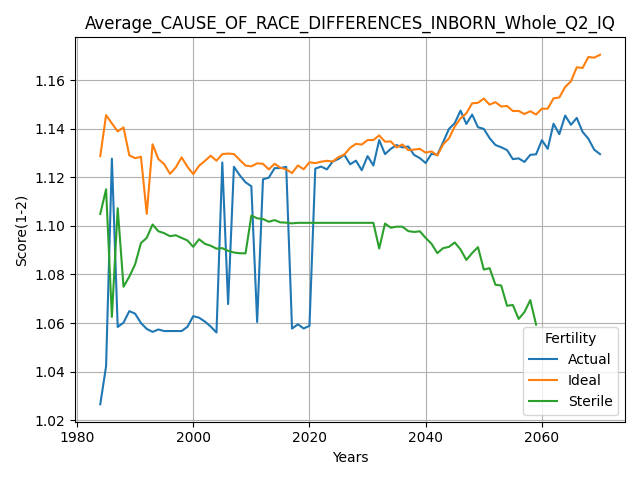 Average_CAUSE_OF_RACE_DIFFERENCES_INBORN_Whole_Q2_IQ
Score(1-2)
1.16
1.14
1.12
1.10
1.08
1.06
1.04
1.02
1980
2000
2020
2040
2060
Years
Fertility
Actual
Ideal
Sterile